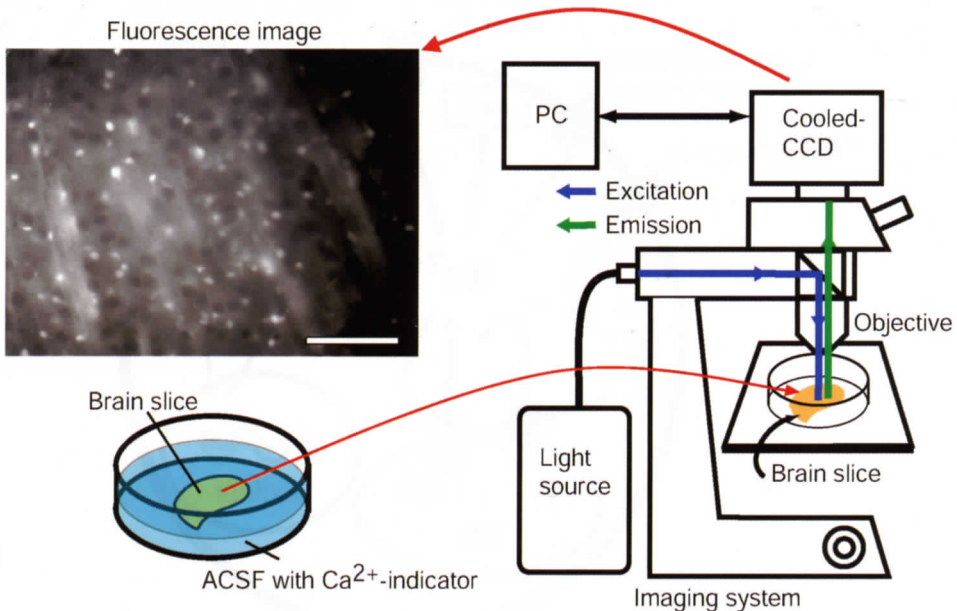 Fluorescence image
PC
Cooled-
CCD
Excitation
Emission
Objective
Brain slice
Light
source
Brain slice
ACSF with Ca2+-indicator
Imaging system